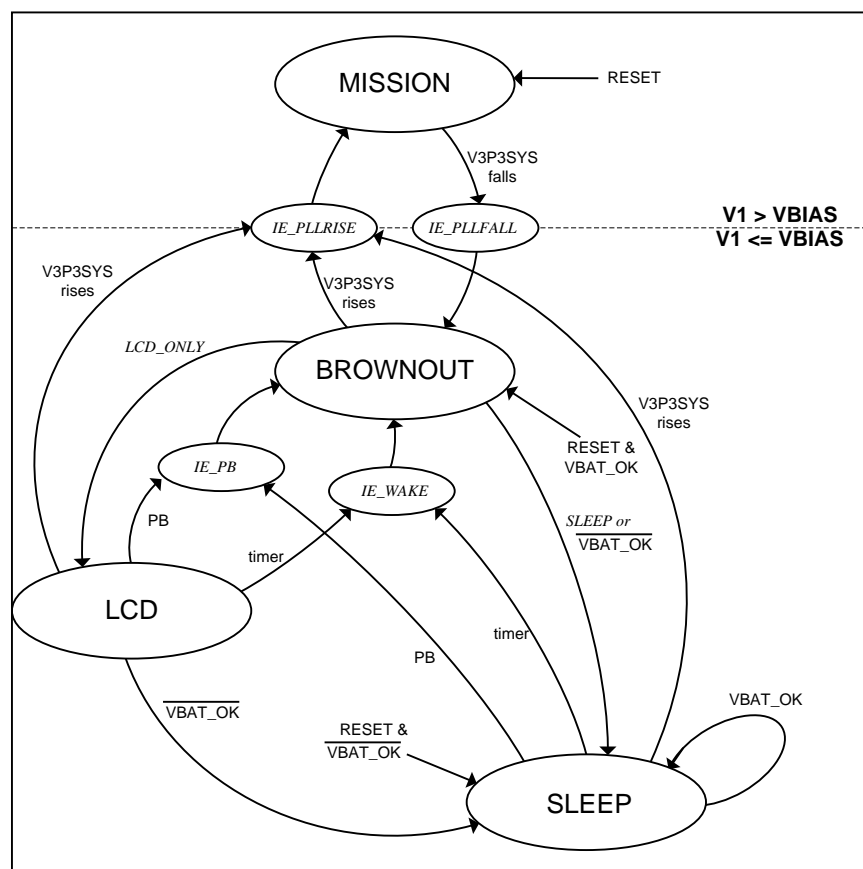 MISSION
RESET
V3P3SYS
falls
IE_PLLRISE
IE_PLLFALL
V1 > VBIAS
V1 <= VBIAS
V3P3SYS
rises
V3P3SYS
rises
LCD_ONLY
BROWNOUT
V3P3SYS
rises
RESET &
VBAT_OK
IE_PB
IE_WAKE
PB
SLEEP or
VBAT_OK
timer
LCD
timer
PB
VBAT_OK
VBAT_OK
RESET &
VBAT_OK
SLEEP